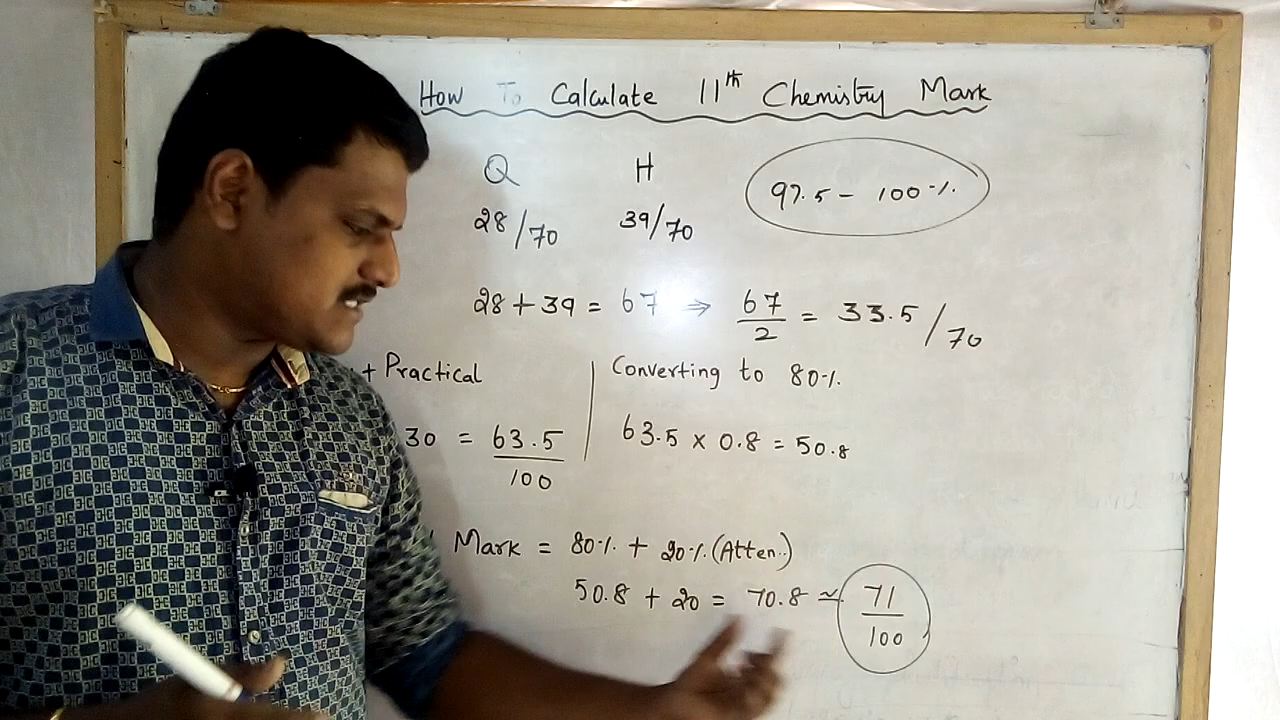 How To Calculate 11th Chemistry Mark
Q H
28/70 39/70 97.5 - 100%
28 + 39 = 67 ⇒ 67/2 = 33.5/70
+ Practical | Converting to 80%
30 = 63.5/100 63.5 x 0.8 = 50.8
Mark = 80% + 20% (Atten..)
50.8 + 20 = 70.8 ≃ 71/100